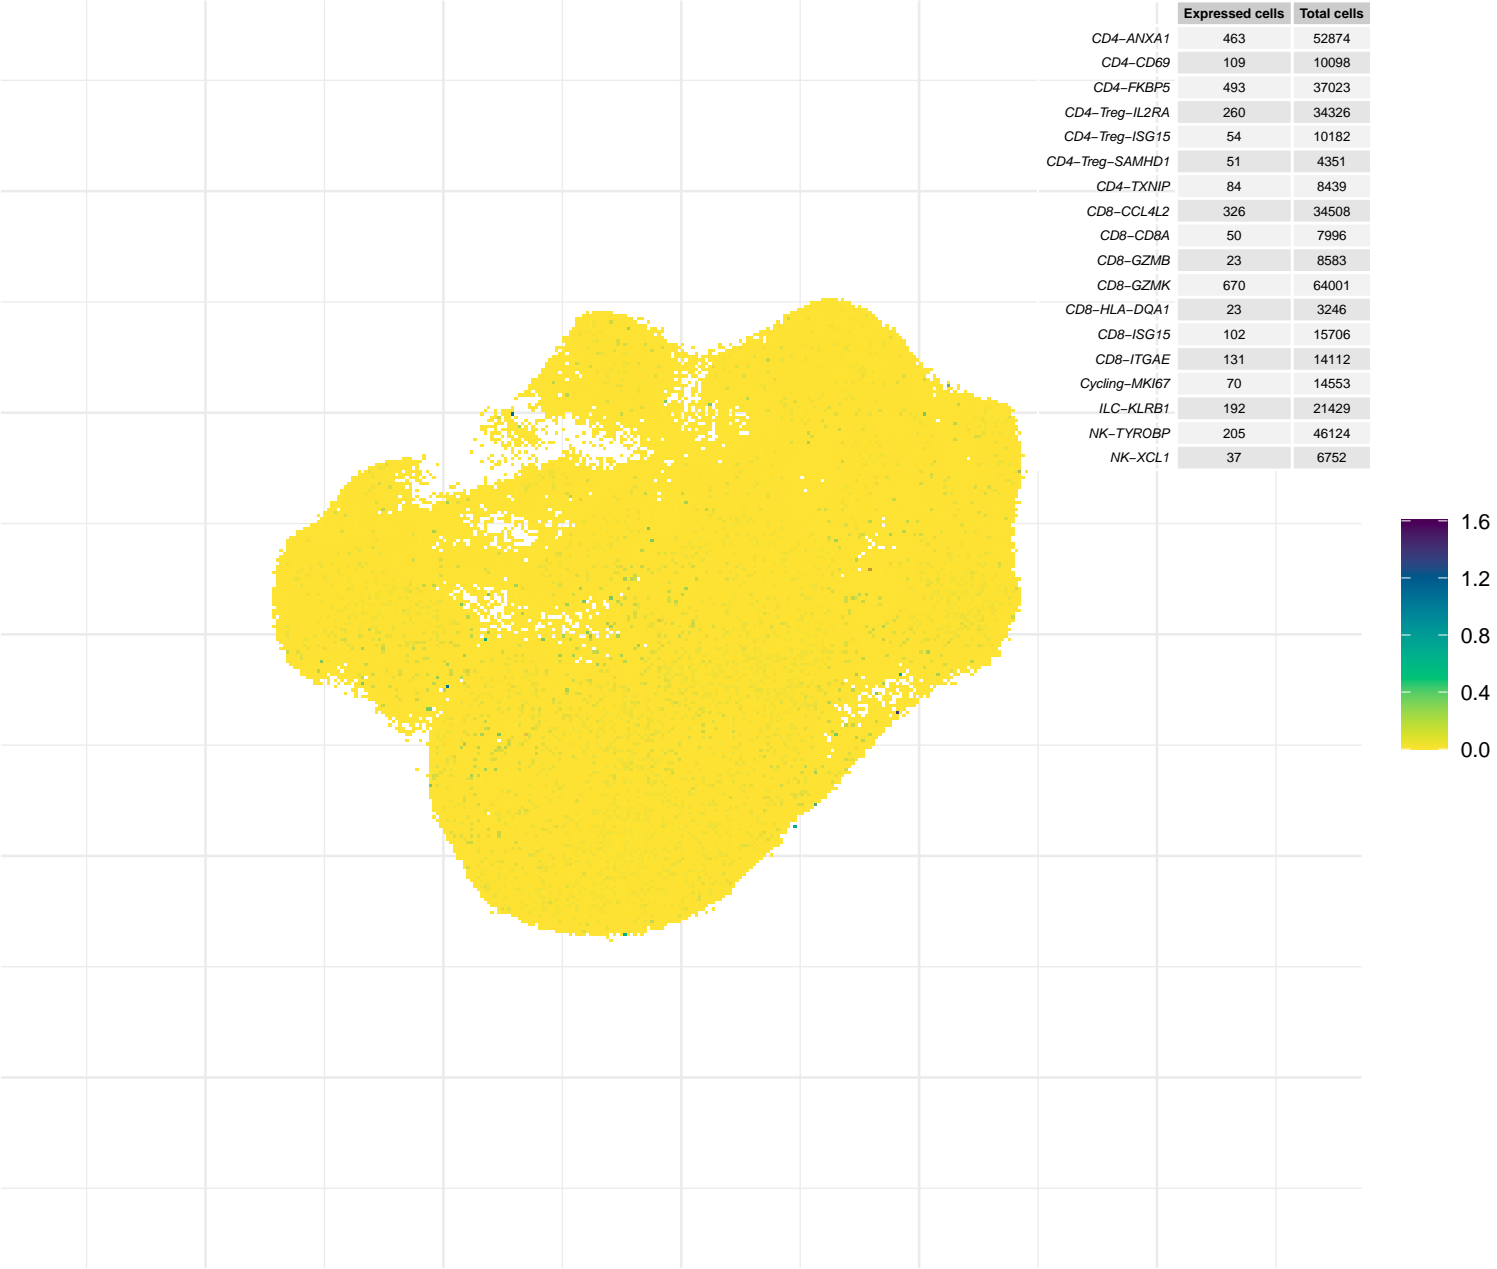 Expressed cells Total cells
CD4−ANXA1 463 52874
CD4−CD69 109 10098
CD4−FKBP5 493 37023
CD4−Treg−IL2RA 260 34326
CD4−Treg−ISG15 54 10182
CD4−Treg−SAMHD1 51 4351
CD4−TXNIP 84 8439
CD8−CCL4L2 326 34508
CD8−CD8A 50 7996
CD8−GZMB 23 8583
CD8−GZMK 670 64001
CD8−HLA−DQA1 23 3246
CD8−ISG15 102 15706
CD8−ITGAE 131 14112
Cycling−MKI67 70 14553
ILC−KLRB1 192 21429
NK−TYROBP 205 46124
NK−XCL1 37 6752
1.6
1.2
0.8
0.4
0.0